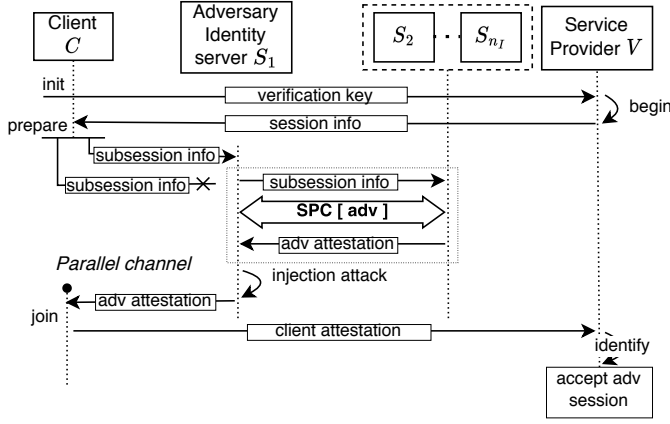 Client
C
Adversary
Identity
server S₁
S₂ ··· Sₙ_I
Service
Provider V
init
verification key
begin
session info
prepare
subsession info
subsession info
subsession info
SPC [ adv ]
adv attestation
Parallel channel
injection attack
adv attestation
join
client attestation
identify
accept adv
session